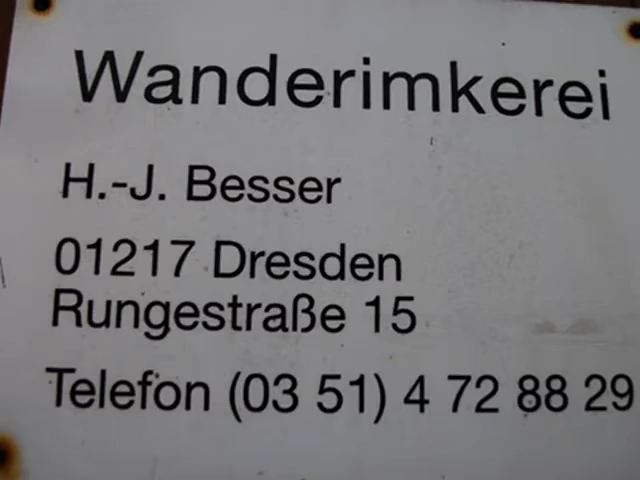 Wanderimkerei
H.-J. Besser
01217 Dresden
Rungestraße 15
Telefon (03 51) 4 72 88 29